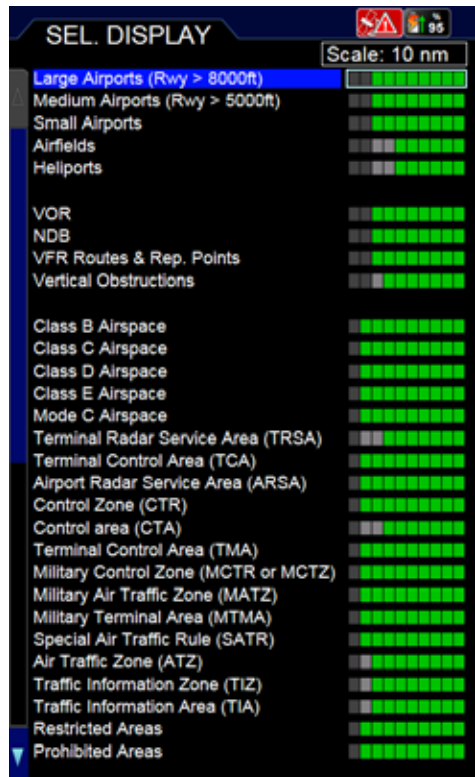 SEL. DISPLAY
% 95
Scale: 10 nm
Large Airports (Rwy > 8000ft)
Medium Airports (Rwy > 5000ft)
Small Airports
Airfields
Heliports
VOR
NDB
VFR Routes & Rep. Points
Vertical Obstructions
Class B Airspace
Class C Airspace
Class D Airspace
Class E Airspace
Mode C Airspace
Terminal Radar Service Area (TRSA)
Terminal Control Area (TCA)
Airport Radar Service Area (ARSA)
Control Zone (CTR)
Control area (CTA)
Terminal Control Area (TMA)
Military Control Zone (MCTR or MCTZ)
Military Air Traffic Zone (MATZ)
Military Terminal Area (MTMA)
Special Air Traffic Rule (SATR)
Air Traffic Zone (ATZ)
Traffic Information Zone (TIZ)
Traffic Information Area (TIA)
Restricted Areas
Prohibited Areas